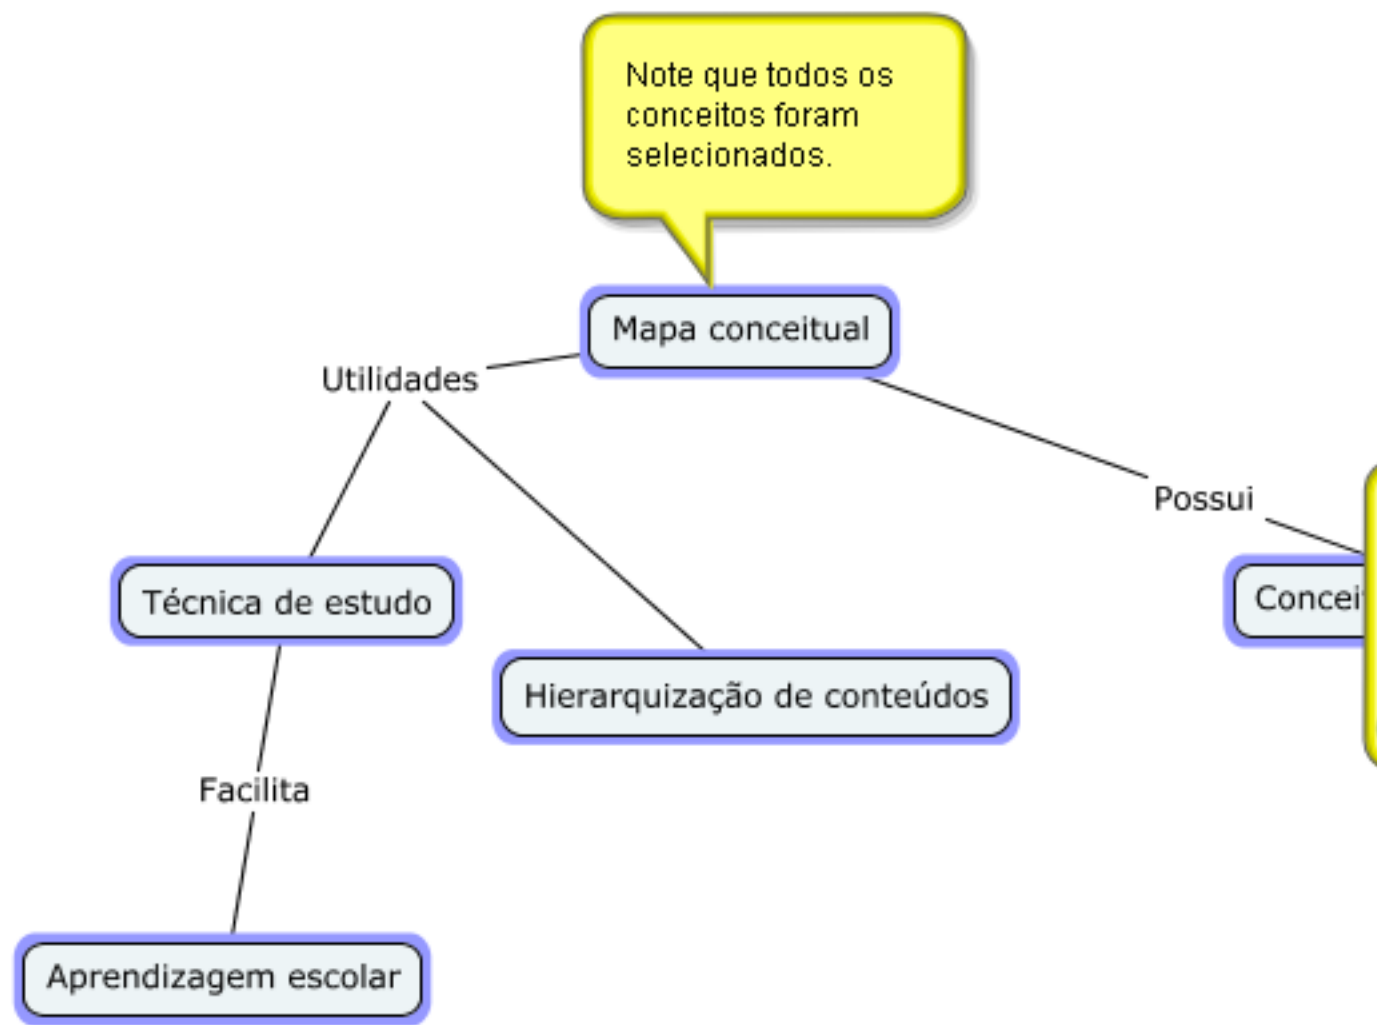 Note que todos os
conceitos foram
selecionados.
Mapa conceitual
Utilidades
Possui
Técnica de estudo
Hierarquização de conteúdos
Facilita
Aprendizagem escolar